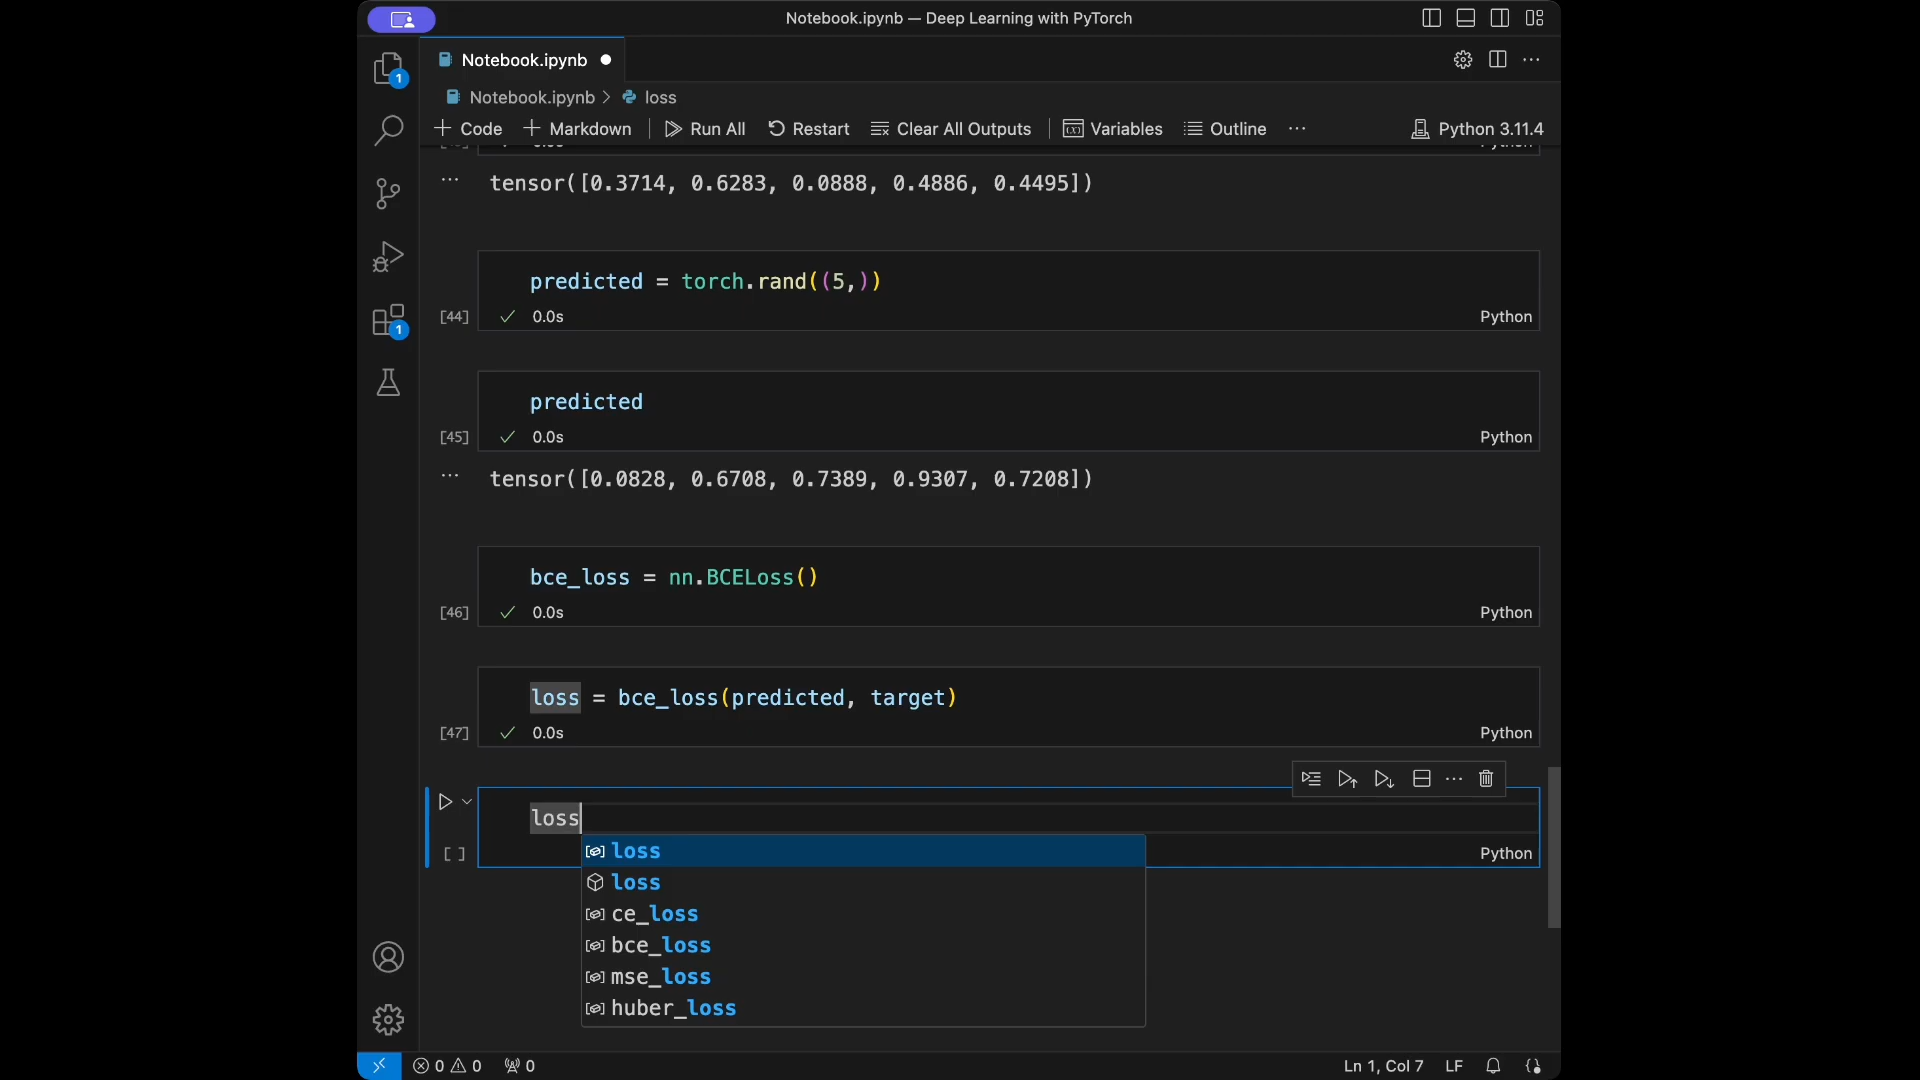 Notebook.ipynb — Deep Learning with PyTorch
Notebook.ipynb
Notebook.ipynb > loss
Code Markdown Run All Restart Clear All Outputs Variables Outline ... Python 3.11.4
... tensor([0.3714, 0.6283, 0.0888, 0.4886, 0.4495])
predicted = torch.rand((5,))
[44] 0.0s Python
predicted
[45] 0.0s Python
... tensor([0.0828, 0.6708, 0.7389, 0.9307, 0.7208])
bce_loss = nn.BCELoss()
[46] 0.0s Python
loss = bce_loss(predicted, target)
[47] 0.0s Python
loss
[ ] Python
loss
loss
ce_loss
bce_loss
mse_loss
huber_loss
1
1
0 0 0 Ln 1, Col 7 LF